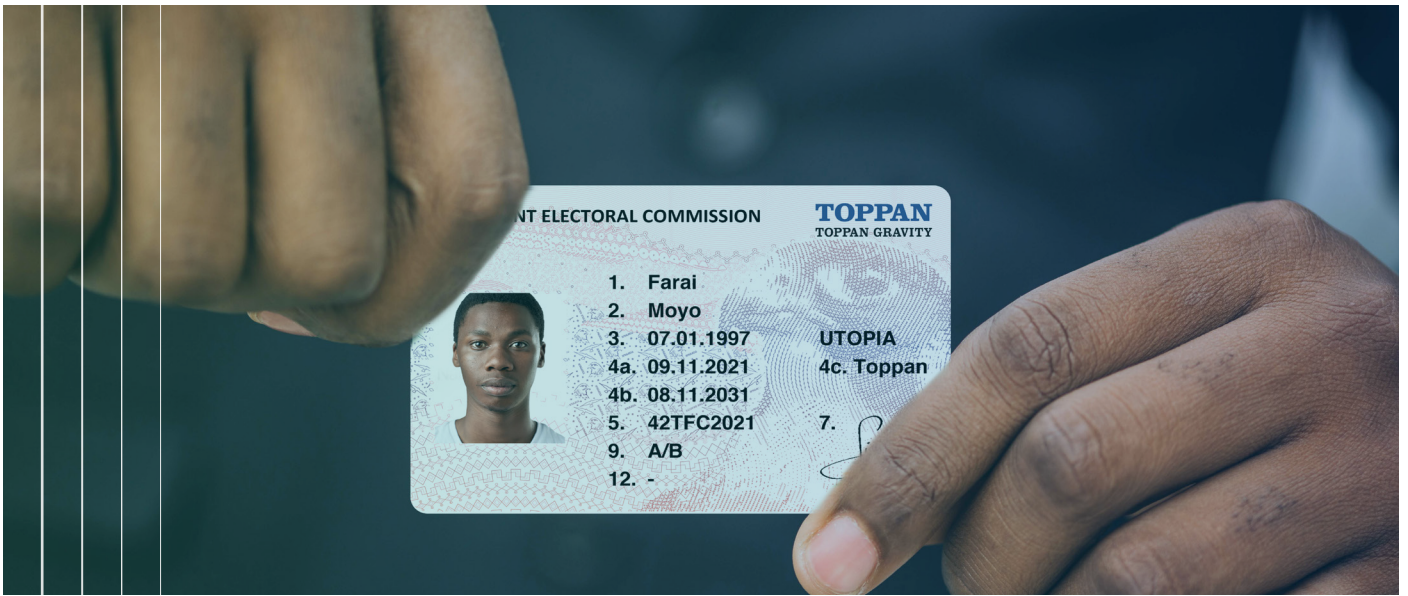 NT ELECTORAL COMMISSION
TOPPAN
TOPPAN GRAVITY
1. Farai
2. Moyo
3. 07.01.1997 UTOPIA
4a. 09.11.2021 4c. Toppan
4b. 08.11.2031
5. 42TFC2021 7.
9. A/B
12. -